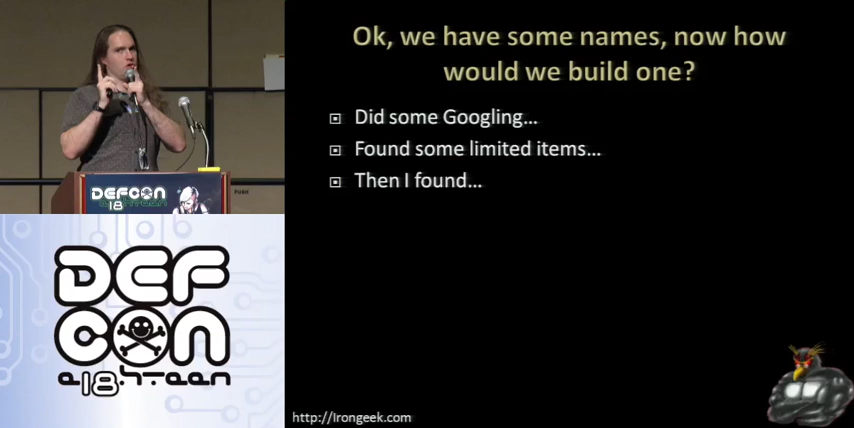 Ok, we have some names, now how
would we build one?
Did some Googling...
Found some limited items...
Then I found...
DEFCON
18
PUSH
DEF
CON
e18hteen
http://Irongeek.com